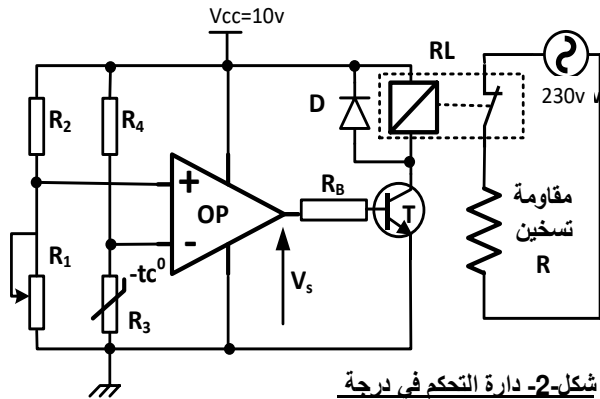 Vcc=10v
RL
230v
R₂
R₄
D
R_B
T
+
OP
-
R₁
-tc⁰
R₃
Vₛ
مقاومة
تسخين
R
شكل-2- دارة التحكم في درجة